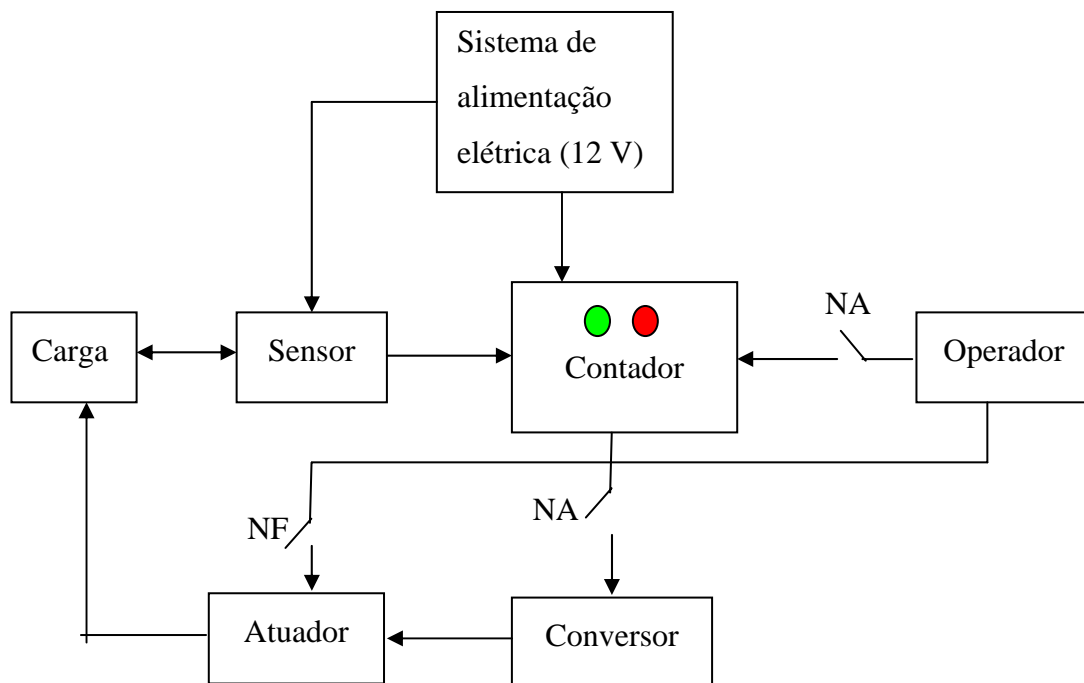 Sistema de
alimentação
elétrica (12 V)
NA
Carga
Sensor
Contador
Operador
NF
NA
Atuador
Conversor